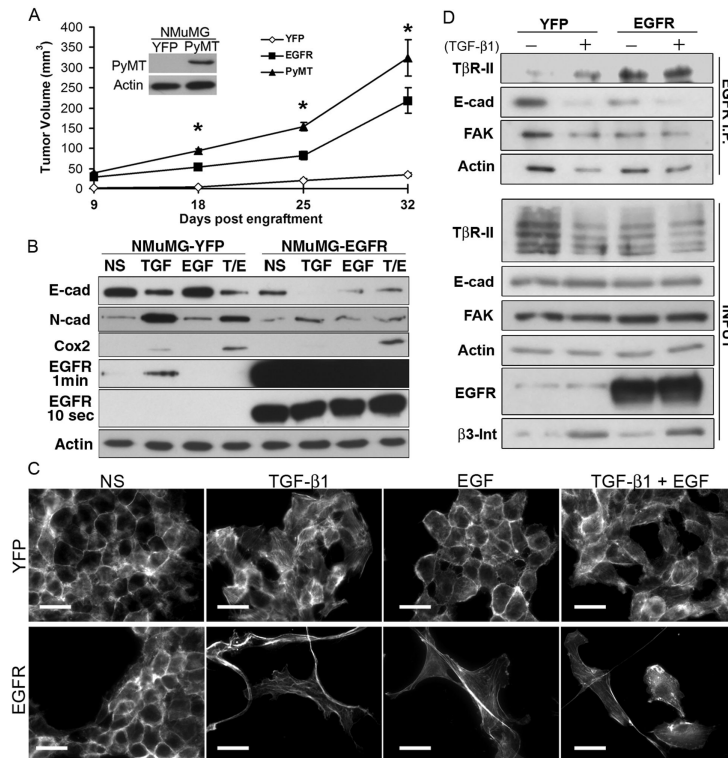 A
Tumor Volume (mm³)
400
350
300
250
200
150
100
50
0
9
18
25
32
Days post engraftment
NMuMG
YFP PyMT
PyMT
Actin
YFP
EGFR
PyMT
*
*
*
B
NMuMG-YFP NMuMG-EGFR
NS TGF EGF T/E NS TGF EGF T/E
E-cad
N-cad
Cox2
EGFR
1min
EGFR
10 sec
Actin
C
NS TGF-β1 EGF TGF-β1 + EGF
YFP
EGFR
D
YFP EGFR
(TGF-β1) – + – +
TβR-II
E-cad
FAK
Actin
TβR-II
E-cad
FAK
Actin
EGFR
β3-Int
INPUT